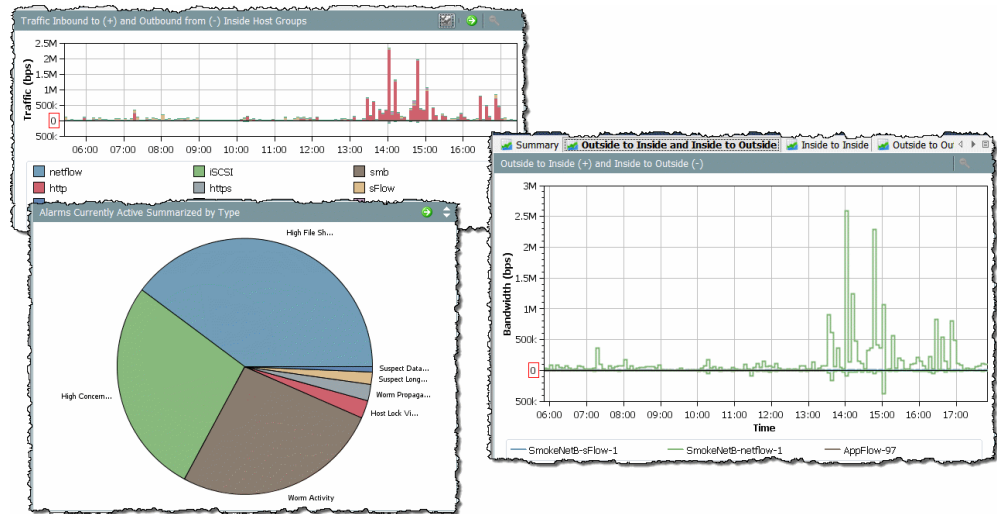 Traffic Inbound to (+) and Outbound from (-) Inside Host Groups
2.5M
2M
1.5M
1M
500k
0
500k
Traffic (bps)
06:00 07:00 08:00 09:00 10:00 11:00 12:00 13:00 14:00 15:00 16:00
netflow iSCSI smb
http https sFlow
Alarms Currently Active Summarized by Type
High File Sh...
Suspect Data...
Suspect Long...
Worm Propaga...
Host Lock Vi...
High Concern...
Worm Activity
Summary Outside to Inside and Inside to Outside Inside to Inside Outside to Ou
Outside to Inside (+) and Inside to Outside (-)
3M
2.5M
2M
1.5M
1M
500k
0
500k
Bandwidth (bps)
06:00 07:00 08:00 09:00 10:00 11:00 12:00 13:00 14:00 15:00 16:00 17:00
Time
SmokeNetB-sFlow-1 SmokeNetB-netflow-1 AppFlow-97